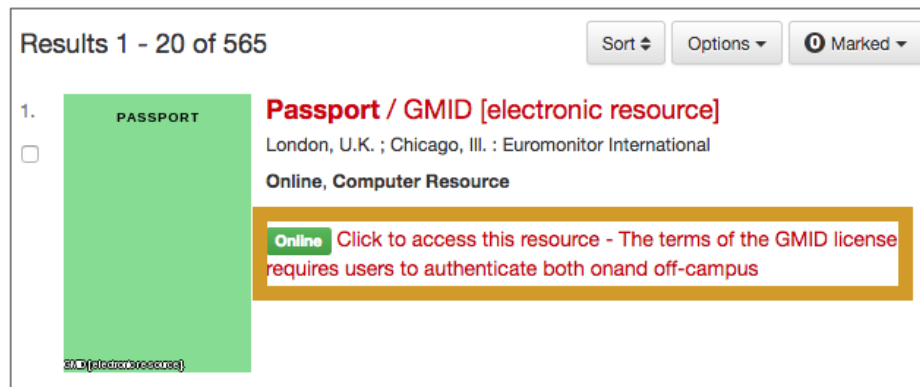 Results 1 - 20 of 565
Sort
Options
0 Marked
1.
PASSPORT
Passport / GMID [electronic resource]
London, U.K. ; Chicago, Ill. : Euromonitor International
Online, Computer Resource
Online Click to access this resource - The terms of the GMID license
requires users to authenticate both onand off-campus
GMID [electronic resource].